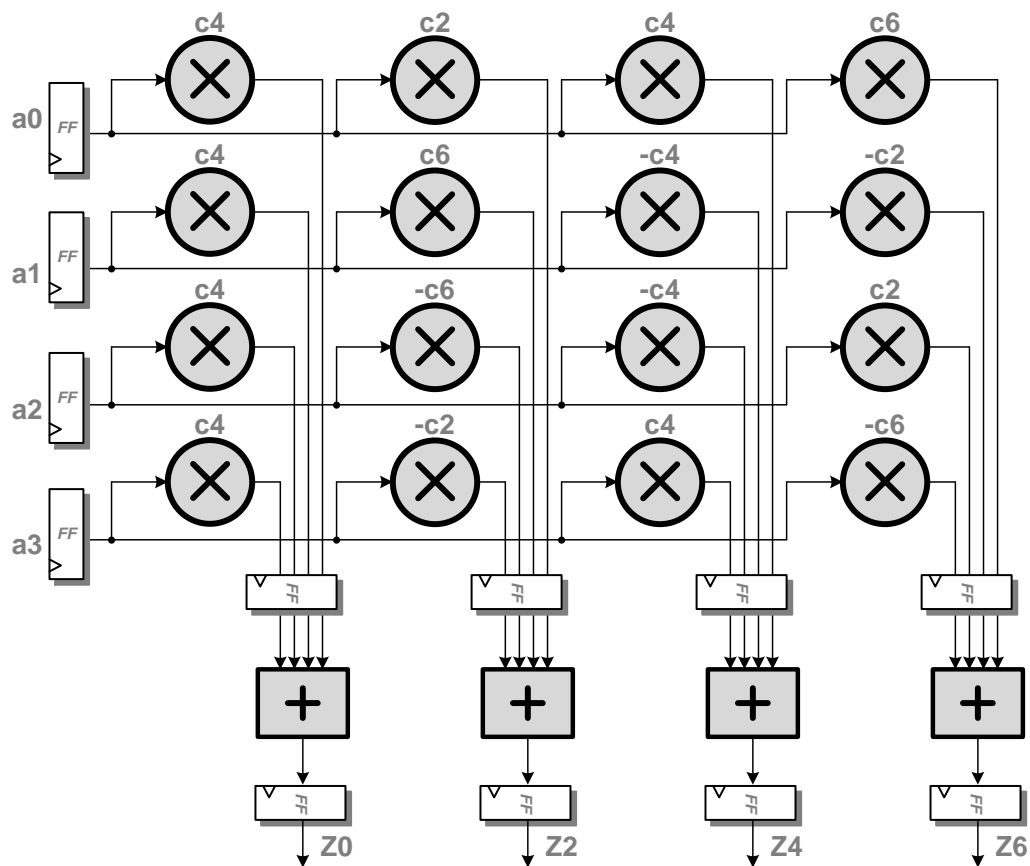 c4 c2 c4 c6
a0 FF
c4 c6 -c4 -c2
a1 FF
c4 -c6 -c4 c2
a2 FF
c4 -c2 c4 -c6
a3 FF
FF FF FF FF
FF FF FF FF
Z0 Z2 Z4 Z6